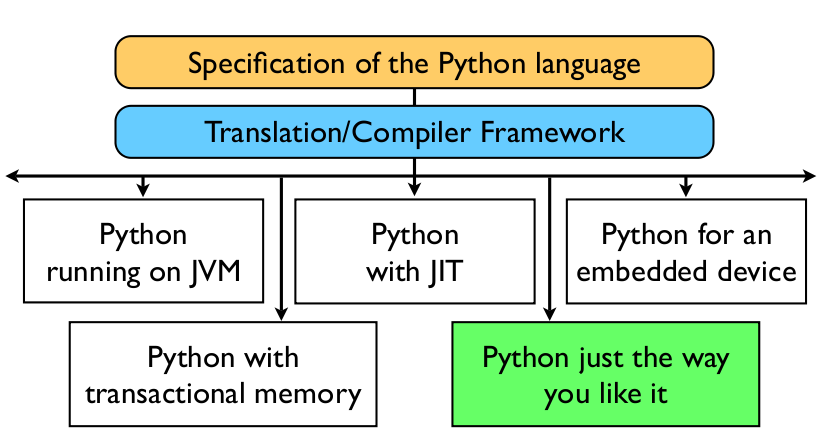 Specification of the Python language
Translation/Compiler Framework
Python
running on JVM
Python
with JIT
Python for an
embedded device
Python with
transactional memory
Python just the way
you like it